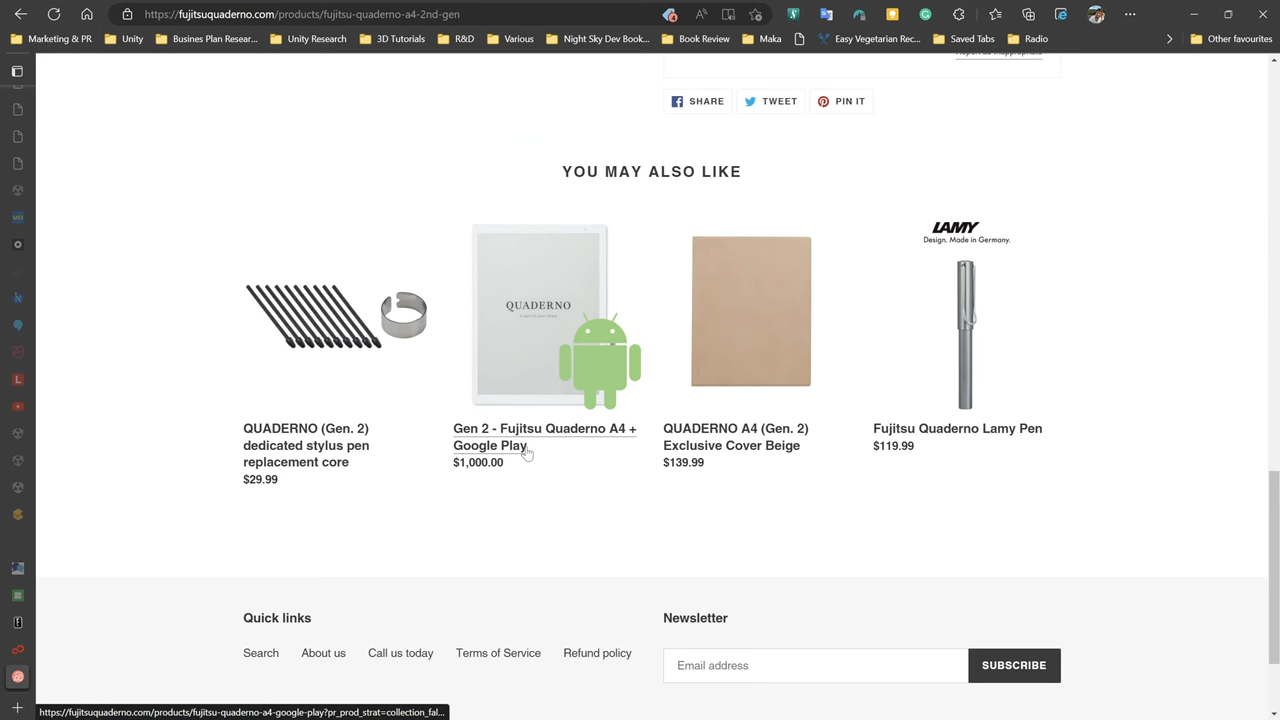 https://fujitsuquaderno.com/products/fujitsu-quaderno-a4-2nd-gen
Marketing & PR
Unity
Business Plan Resear...
Unity Research
3D Tutorials
R&D
Various
Night Sky Dev Book...
Book Review
Maka
Easy Vegetarian Rec...
Saved Tabs
Radio
Other favourites
Report as Inappropriate
SHARE
TWEET
PIN IT
YOU MAY ALSO LIKE
QUADERNO
LAMY
Design. Made in Germany.
QUADERNO (Gen. 2)
dedicated stylus pen
replacement core
$29.99
Gen 2 - Fujitsu Quaderno A4 +
Google Play
$1,000.00
QUADERNO A4 (Gen. 2)
Exclusive Cover Beige
$139.99
Fujitsu Quaderno Lamy Pen
$119.99
Quick links
Search
About us
Call us today
Terms of Service
Refund policy
Newsletter
Email address
SUBSCRIBE
https://fujitsuquaderno.com/products/fujitsu-quaderno-a4-google-play?pr_prod_strat=collection_fal...